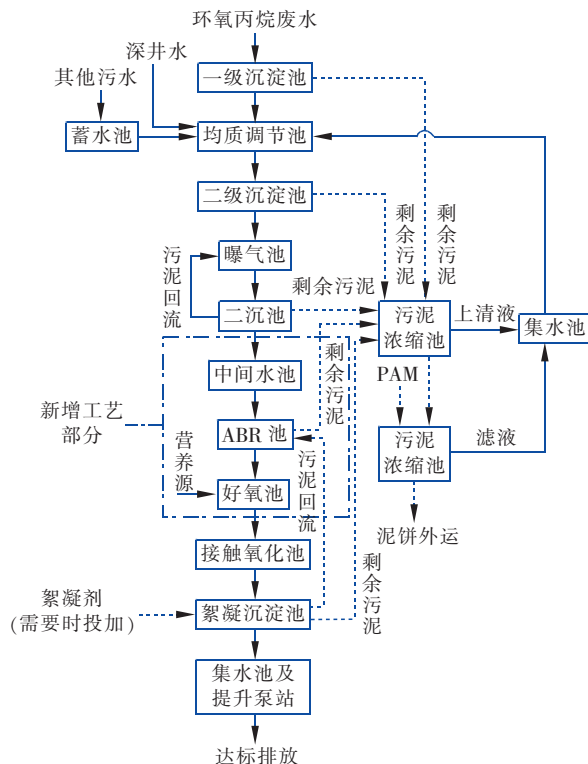 环氧丙烷废水
深井水
其他污水
一级沉淀池
蓄水池
均质调节池
二级沉淀池
剩余污泥
剩余污泥
污泥回流
曝气池
剩余污泥
二沉池
污泥
浓缩池
上清液
集水池
中间水池
剩余污泥
PAM
新增工艺
部分
ABR 池
污泥
浓缩池
滤液
营养源
好氧池
污泥回流
泥饼外运
接触氧化池
剩余污泥
絮凝剂
(需要时投加)
絮凝沉淀池
集水池及
提升泵站
达标排放